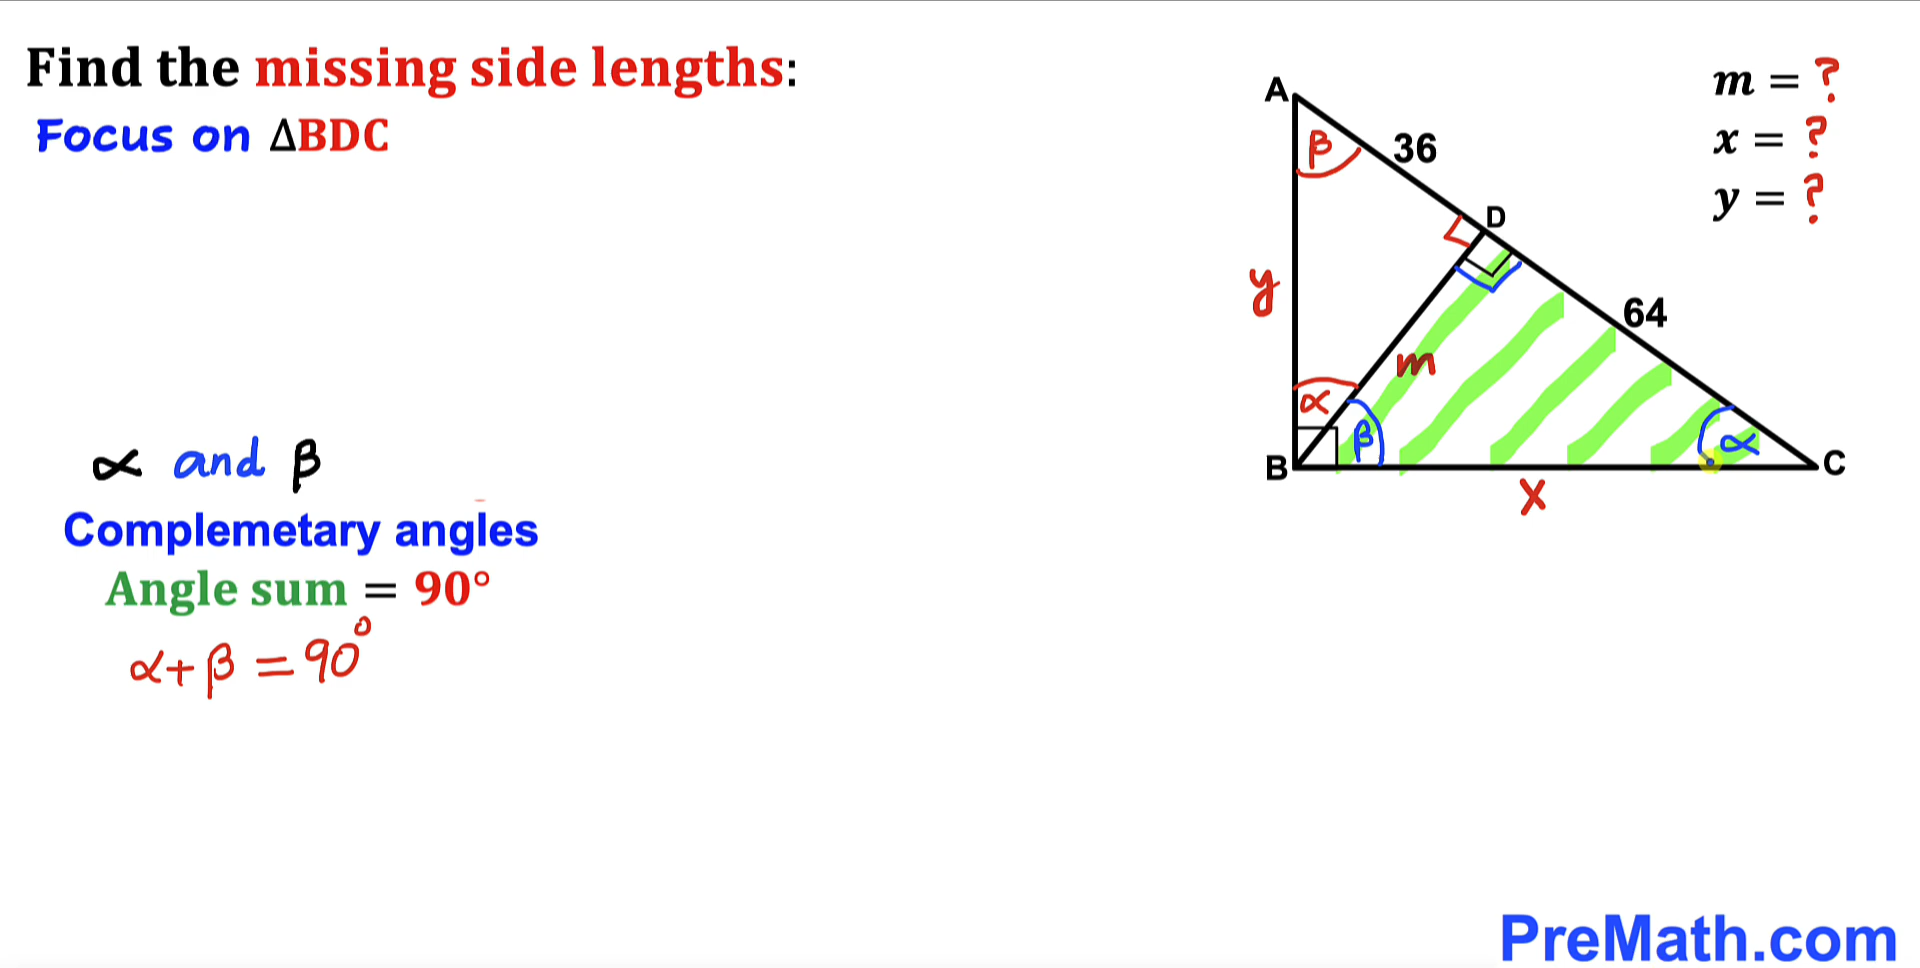 Find the missing side lengths:
Focus on ΔBDC
A
β
36
D
m = ?
x = ?
y = ?
y
64
m
α
β
α
B
C
x
α and β
Complemetary angles
Angle sum = 90°
α+β = 90°
PreMath.com